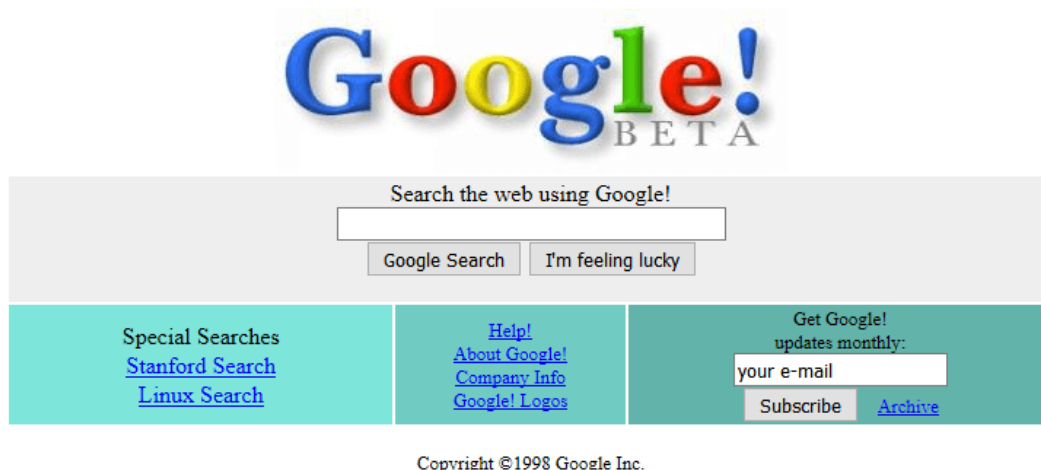 Google!
BETA
Search the web using Google!
Google Search
I'm feeling lucky
Special Searches
Stanford Search
Linux Search
Help!
About Google!
Company Info
Google! Logos
Get Google!
updates monthly:
your e-mail
Subscribe
Archive
Copyright ©1998 Google Inc.